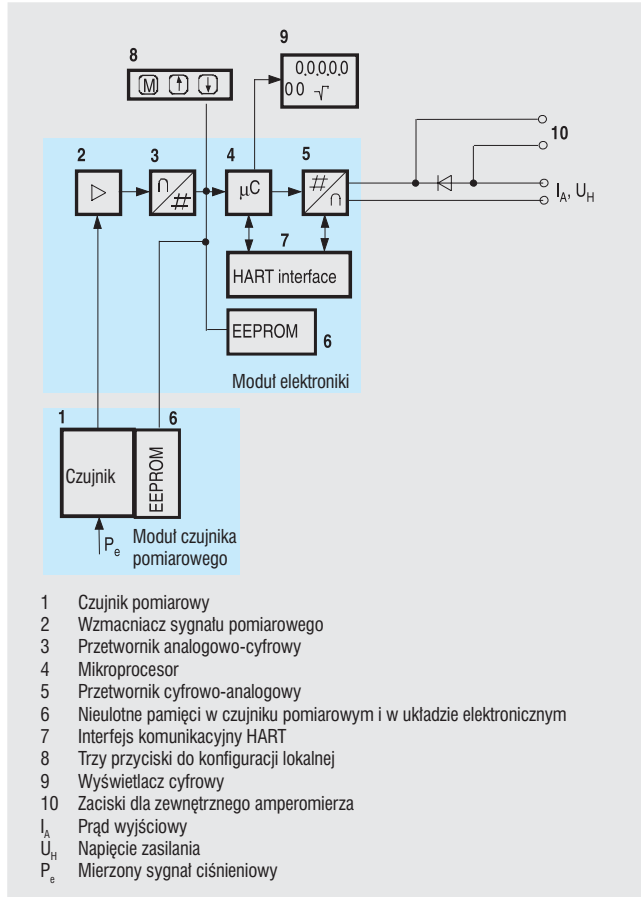 9
8
0.0.0.0.0
00 √
M ↑ ↓
10
2
3
4
5
∩
#
µC
#
∩
I_A, U_H
7
HART interface
EEPROM
6
Moduł elektroniki
1
6
Czujnik
EEPROM
P_e
Moduł czujnika
pomiarowego
1 Czujnik pomiarowy
2 Wzmacniacz sygnału pomiarowego
3 Przetwornik analogowo-cyfrowy
4 Mikroprocesor
5 Przetwornik cyfrowo-analogowy
6 Nieulotne pamięci w czujniku pomiarowym i w układzie elektronicznym
7 Interfejs komunikacyjny HART
8 Trzy przyciski do konfiguracji lokalnej
9 Wyświetlacz cyfrowy
10 Zaciski dla zewnętrznego amperomierza
I_A Prąd wyjściowy
U_H Napięcie zasilania
P_e Mierzony sygnał ciśnieniowy